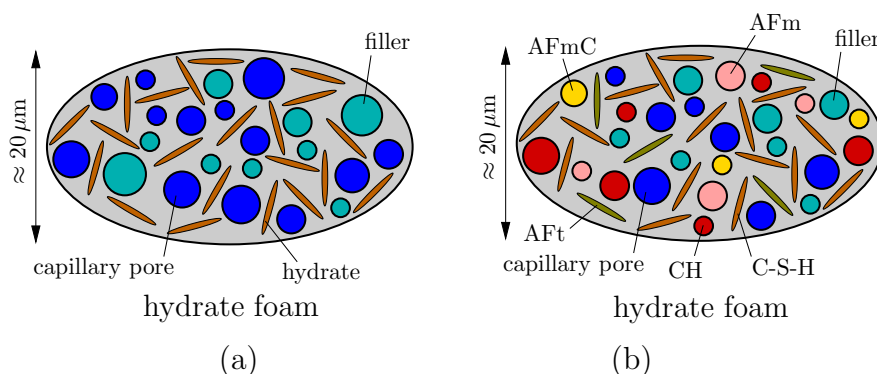 filler
≈ 20 μm
capillary pore
hydrate
hydrate foam
(a)
AFmC
AFm
filler
≈ 20 μm
AFt
capillary pore
CH
C-S-H
hydrate foam
(b)